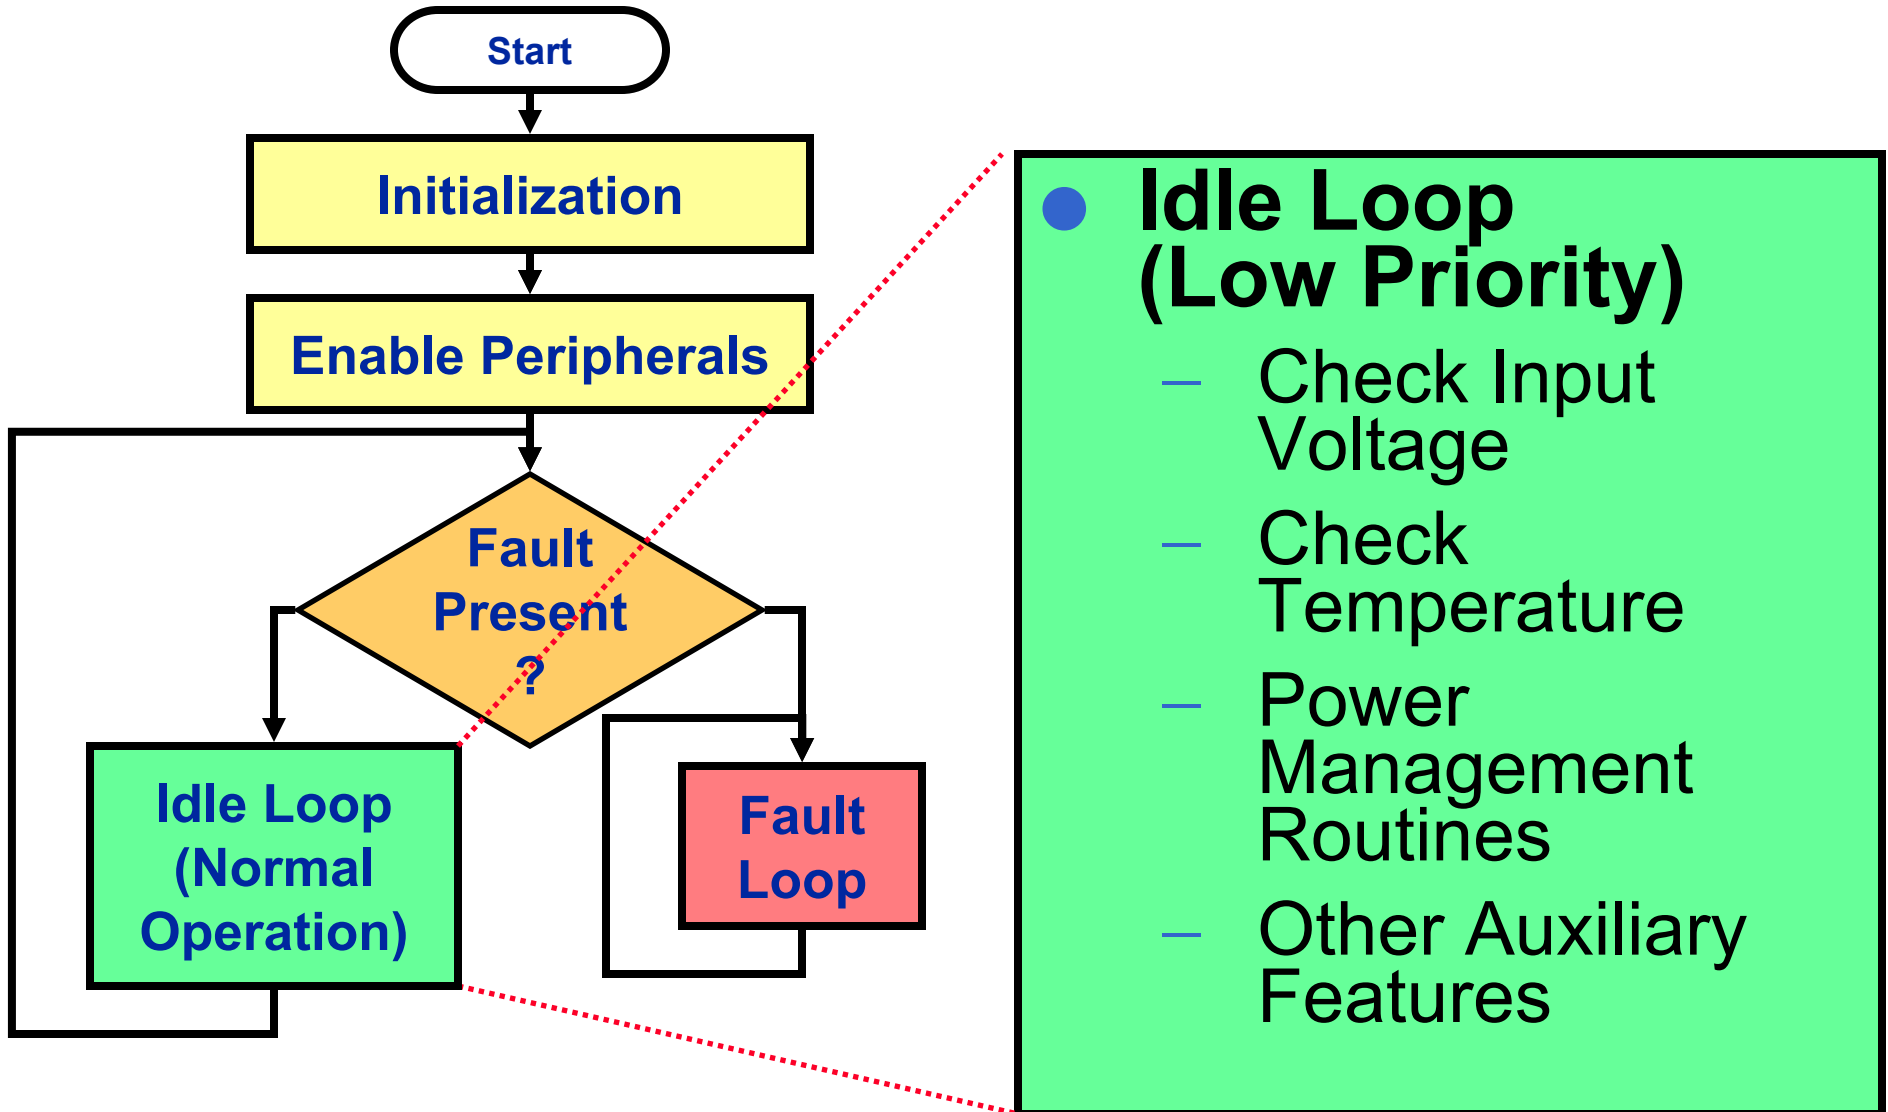 Start
Initialization
Enable Peripherals
Fault
Present
?
Idle Loop
(Normal
Operation)
Fault
Loop
● Idle Loop
(Low Priority)
– Check Input
Voltage
– Check
Temperature
– Power
Management
Routines
– Other Auxiliary
Features